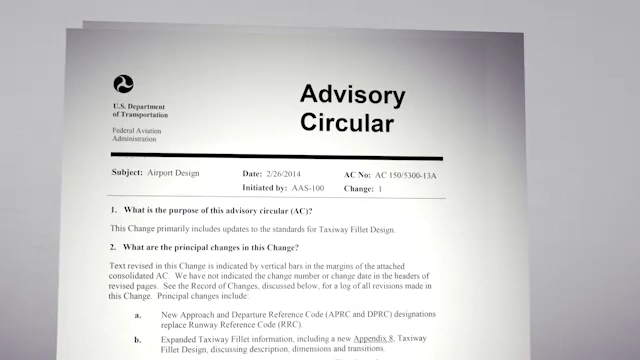 U.S. Department
of Transportation
Federal Aviation
Administration
Advisory
Circular
Subject: Airport Design
Date: 2/26/2014
AC No: AC 150/5300-13A
Initiated by: AAS-100
Change: 1
1. What is the purpose of this advisory circular (AC)?
This Change primarily includes updates to the standards for Taxiway Fillet Design.
2. What are the principal changes in this Change?
Text revised in this Change is indicated by vertical bars in the margins of the attached
consolidated AC. We have not indicated the change number or change date in the headers of
revised pages. See the Record of Changes, discussed below, for a log of all revisions made in
this Change. Principal changes include:
a. New Approach and Departure Reference Code (APRC and DPRC) designations
replace Runway Reference Code (RRC).
b. Expanded Taxiway Fillet information, including a new Appendix 8, Taxiway
Fillet Design, discussing description, dimensions and transitions.